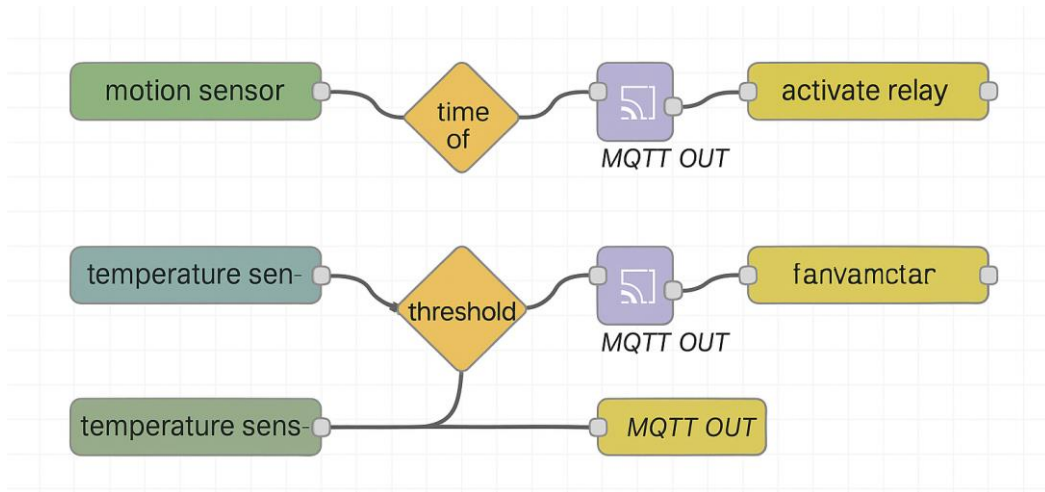 motion sensor
time
of
MQTT OUT
activate relay
temperature sen-
threshold
MQTT OUT
fanvamctar
temperature sens-
MQTT OUT